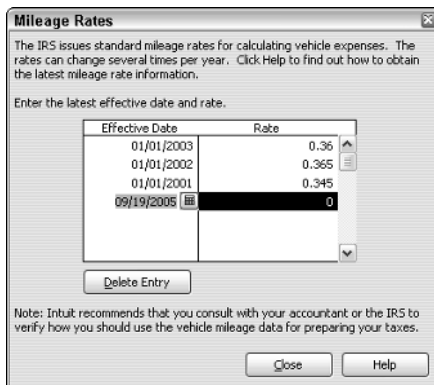 Mileage Rates
The IRS issues standard mileage rates for calculating vehicle expenses. The
rates can change several times per year. Click Help to find out how to obtain
the latest mileage rate information.
Enter the latest effective date and rate.
Effective Date Rate
01/01/2003 0.36
01/01/2002 0.365
01/01/2001 0.345
09/19/2005 0
Delete Entry
Note: Intuit recommends that you consult with your accountant or the IRS to
verify how you should use the vehicle mileage data for preparing your taxes.
Close Help